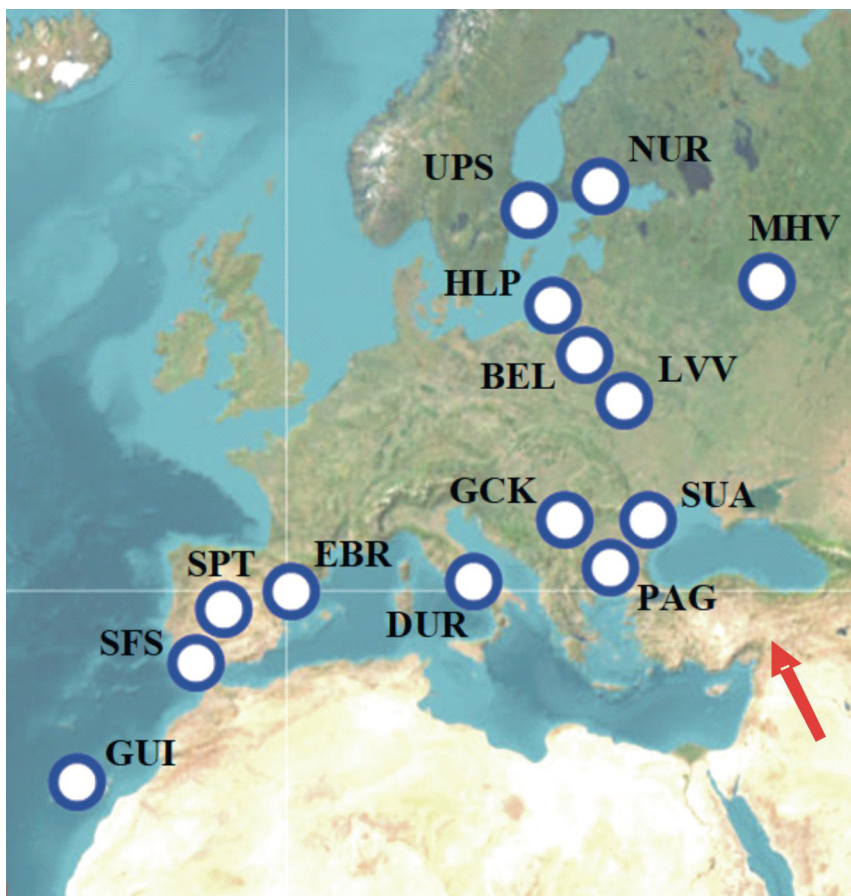 NUR
UPS
MHV
HLP
BEL
LVV
GCK
SUA
SPT
EBR
PAG
DUR
SFS
GUI